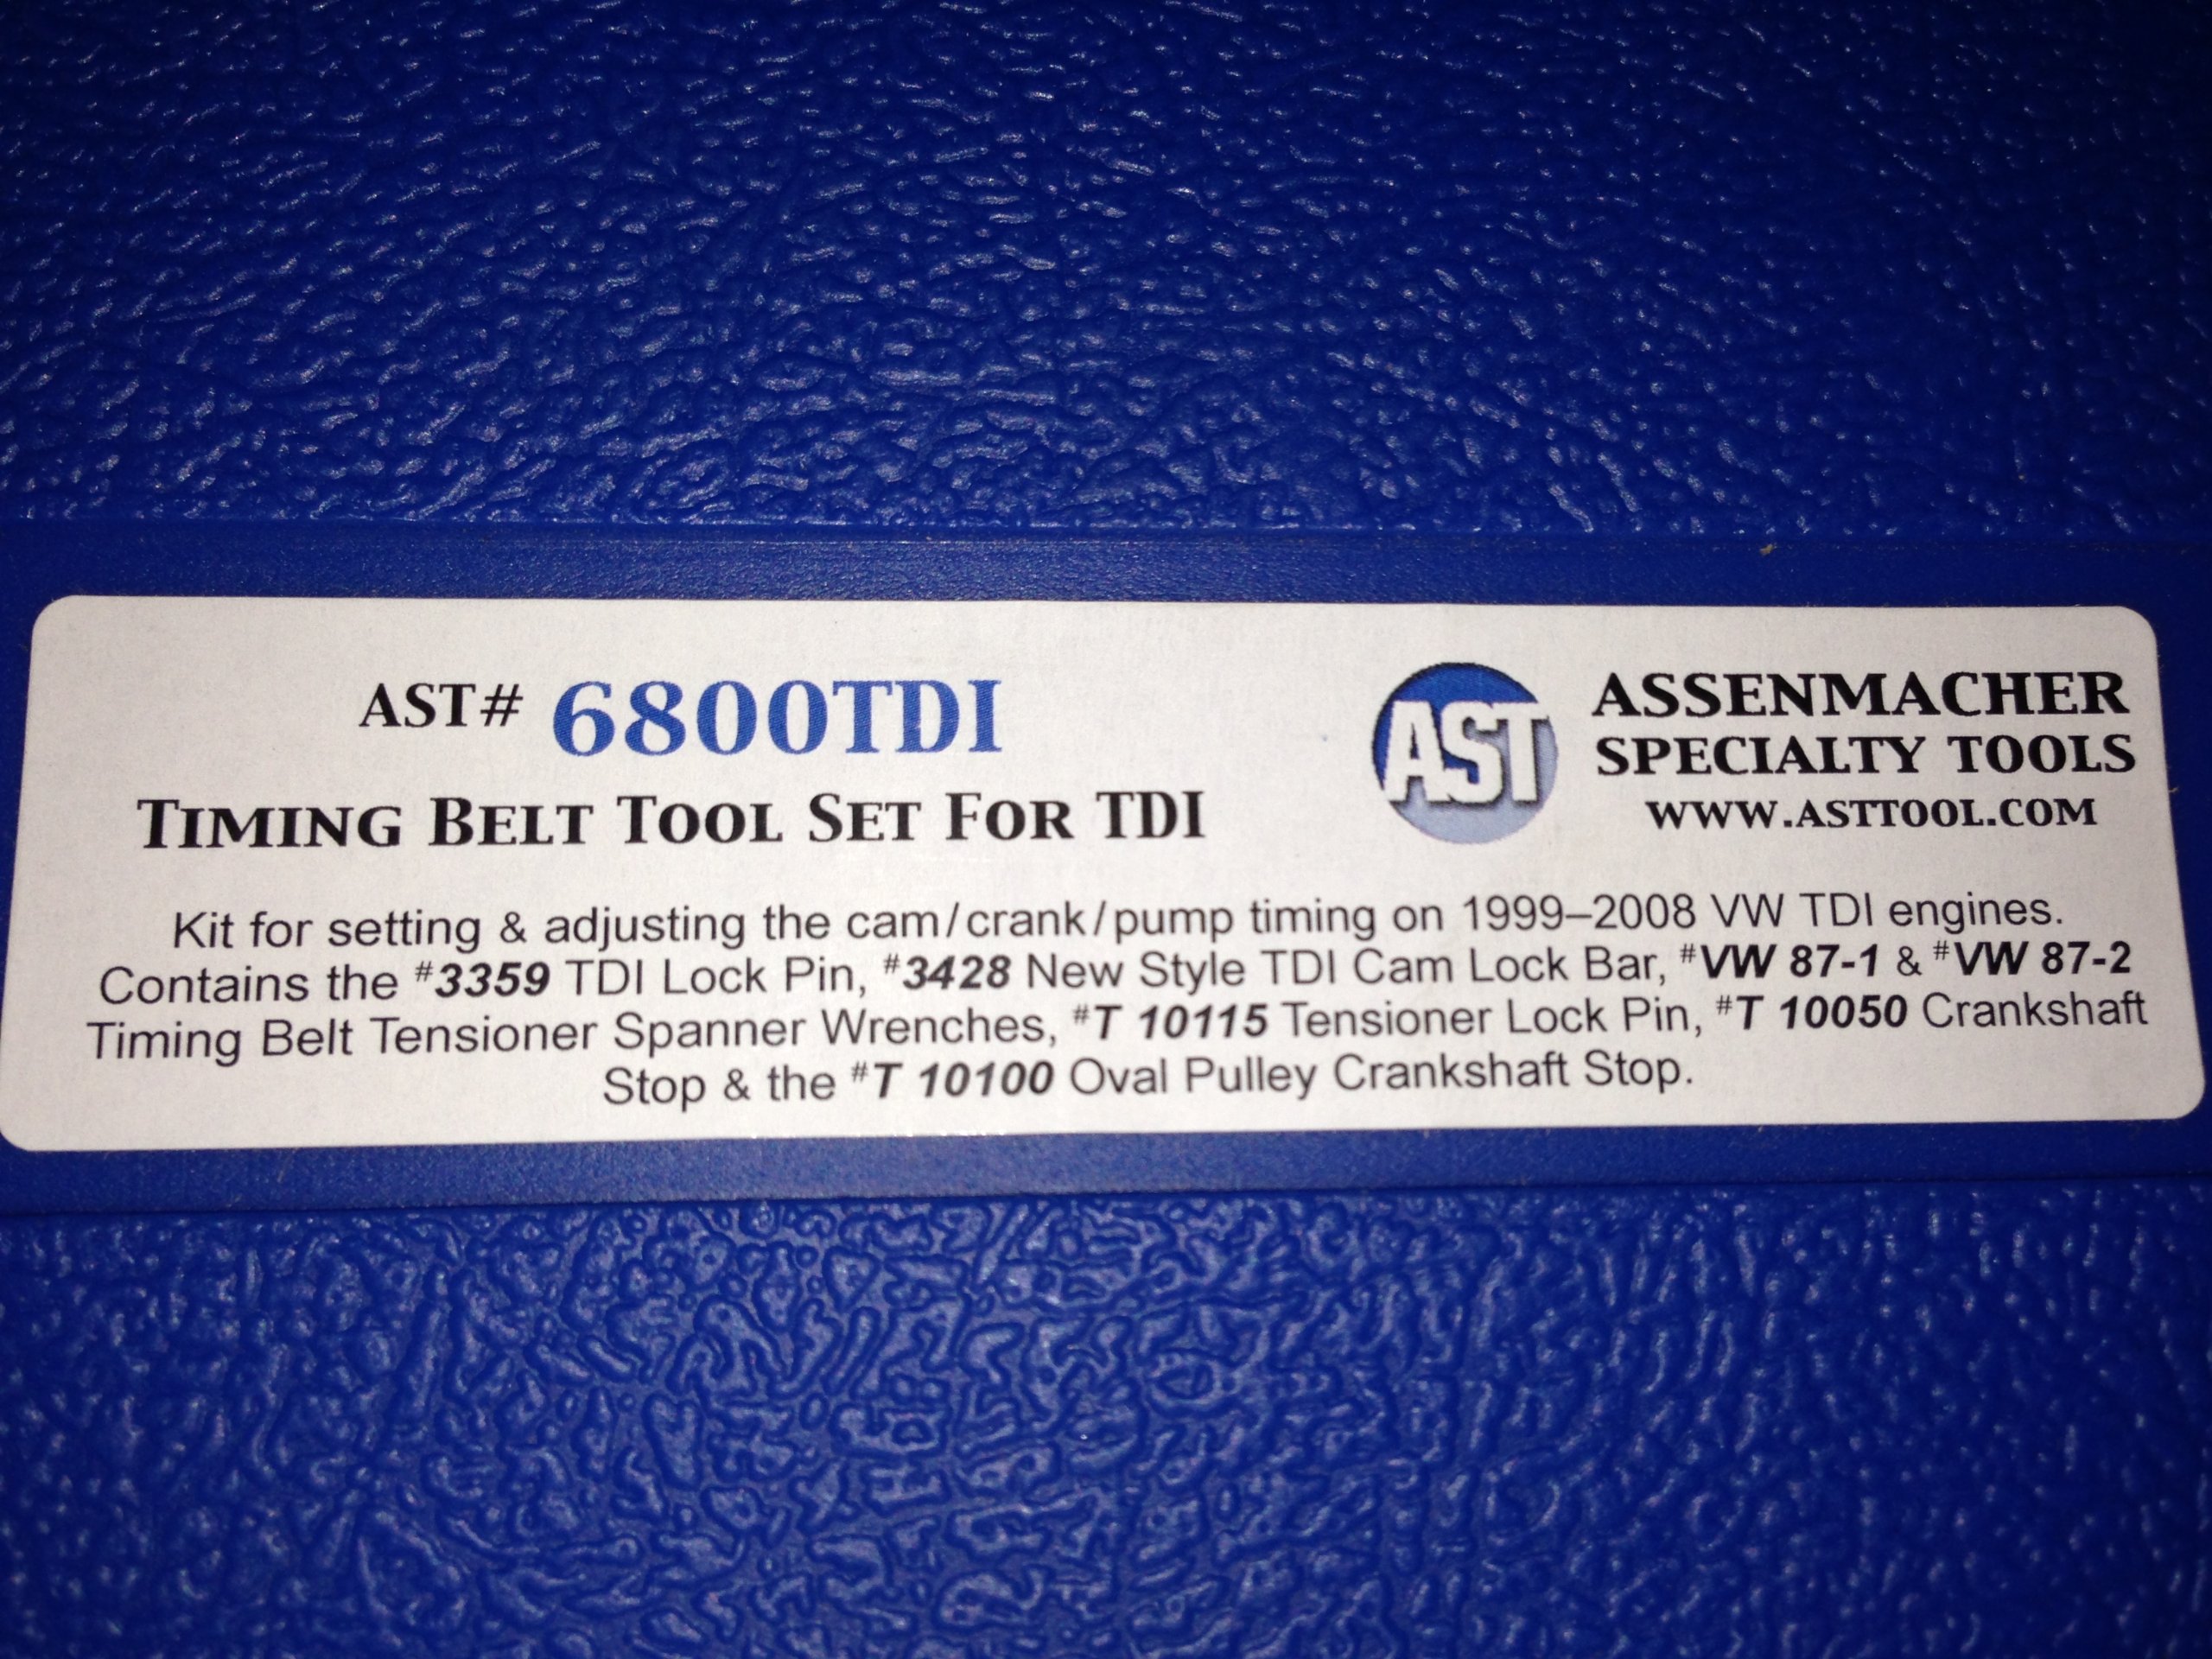 AST# 6800TDI
TIMING BELT TOOL SET FOR TDI
AST
ASSENMACHER
SPECIALTY TOOLS
WWW.ASTTOOL.COM
Kit for setting & adjusting the cam/crank/pump timing on 1999–2008 VW TDI engines.
Contains the #3359 TDI Lock Pin, #3428 New Style TDI Cam Lock Bar, #VW 87-1 & #VW 87-2
Timing Belt Tensioner Spanner Wrenches, #T 10115 Tensioner Lock Pin, #T 10050 Crankshaft
Stop & the #T 10100 Oval Pulley Crankshaft Stop.